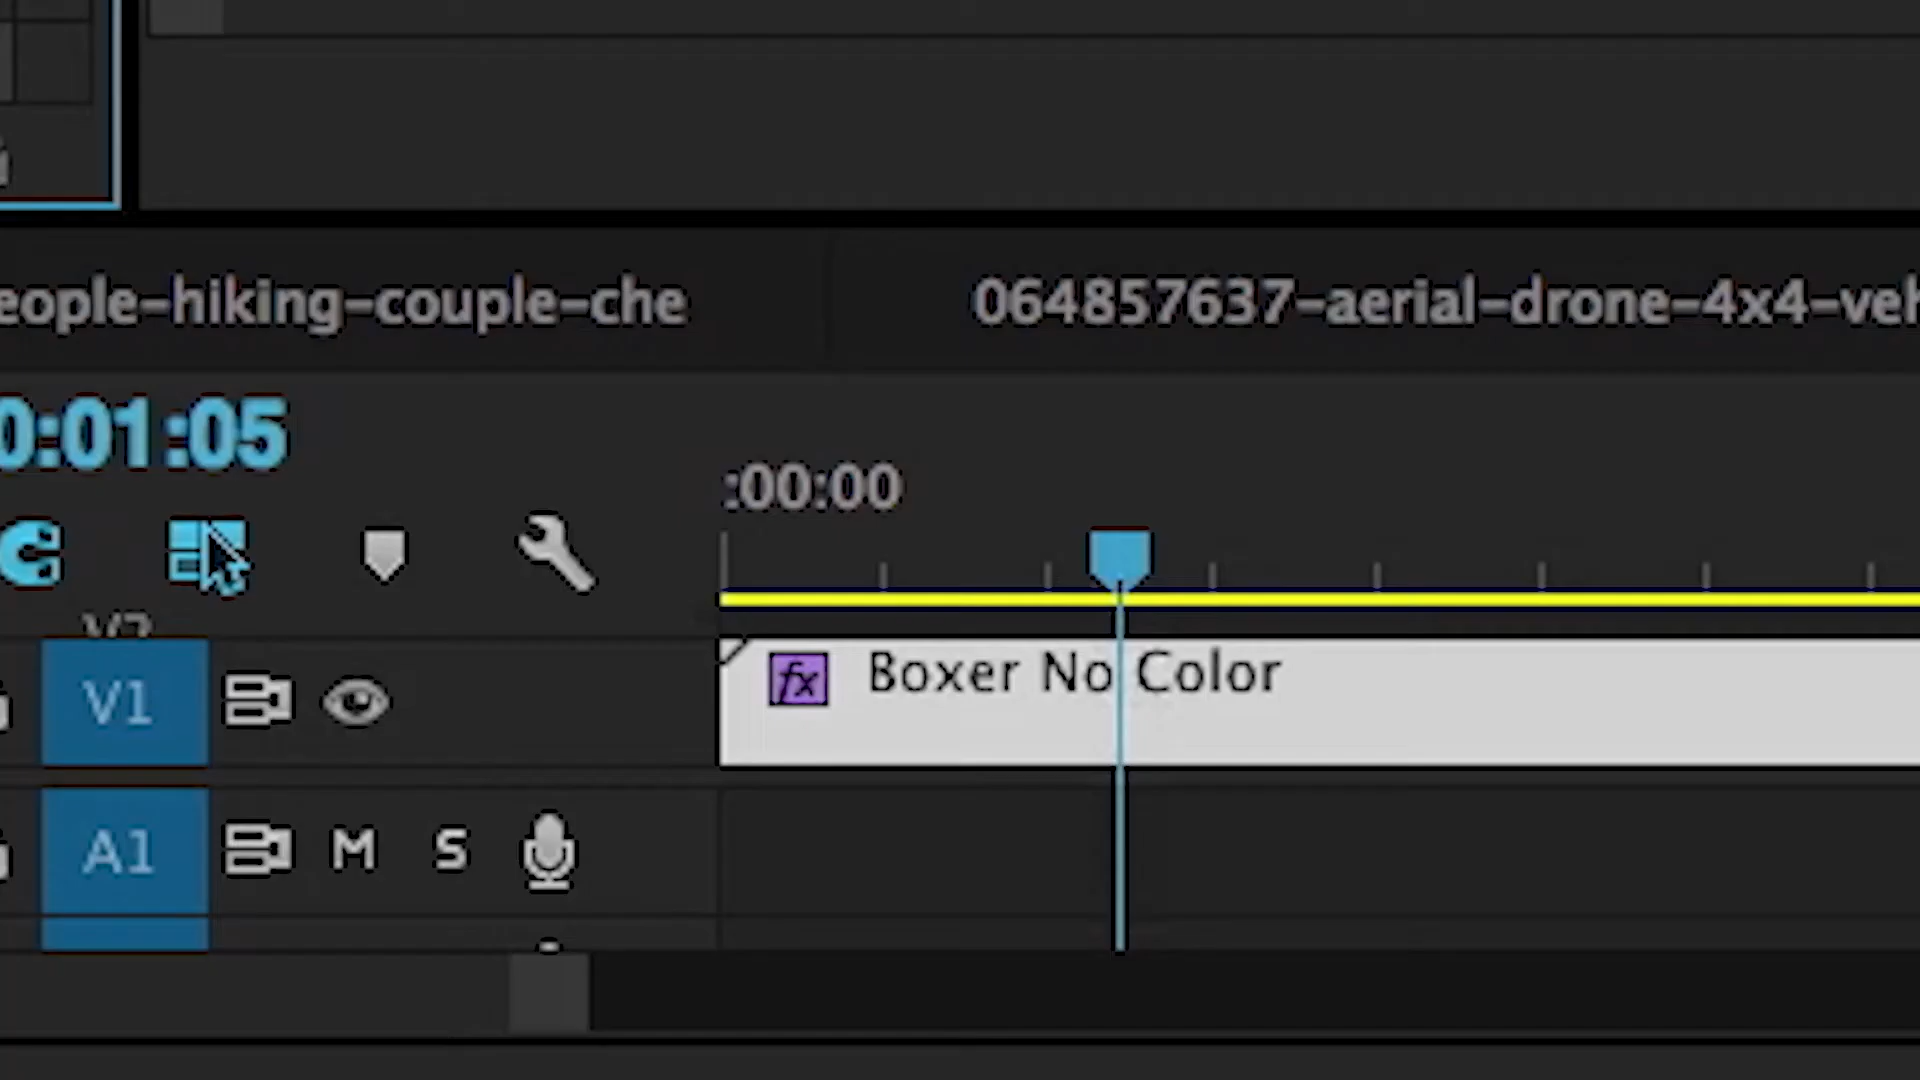 eople-hiking-couple-che
064857637-aerial-drone-4x4-veh
0:01:05
:00:00
V1
fx Boxer No Color
A1
M
S